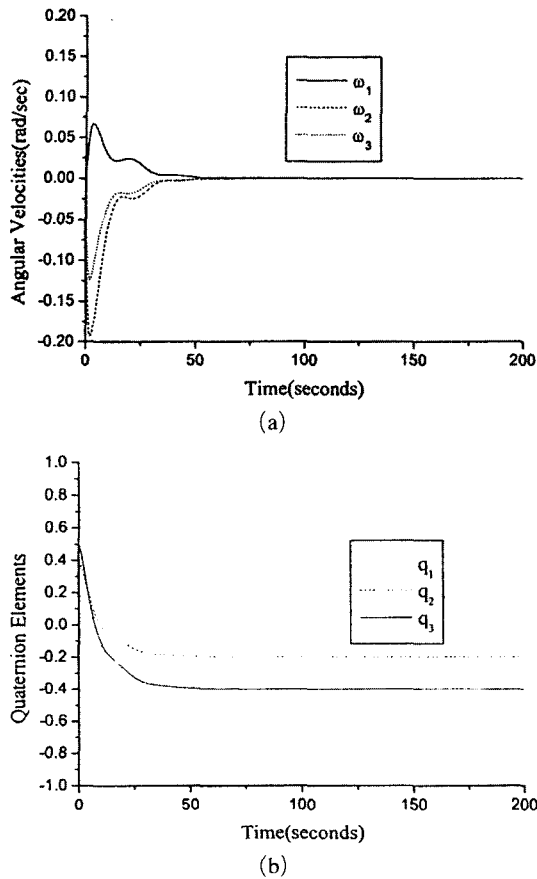 0.20
0.15
0.10
0.05
0.00
-0.05
-0.10
-0.15
-0.20
Angular Velocities(rad/sec)
ω1
ω2
ω3
0 50 100 150 200
Time(seconds)
(a)
1.0
0.8
0.6
0.4
0.2
0.0
-0.2
-0.4
-0.6
-0.8
-1.0
Quaternion Elements
q1
q2
q3
0 50 100 150 200
Time(seconds)
(b)